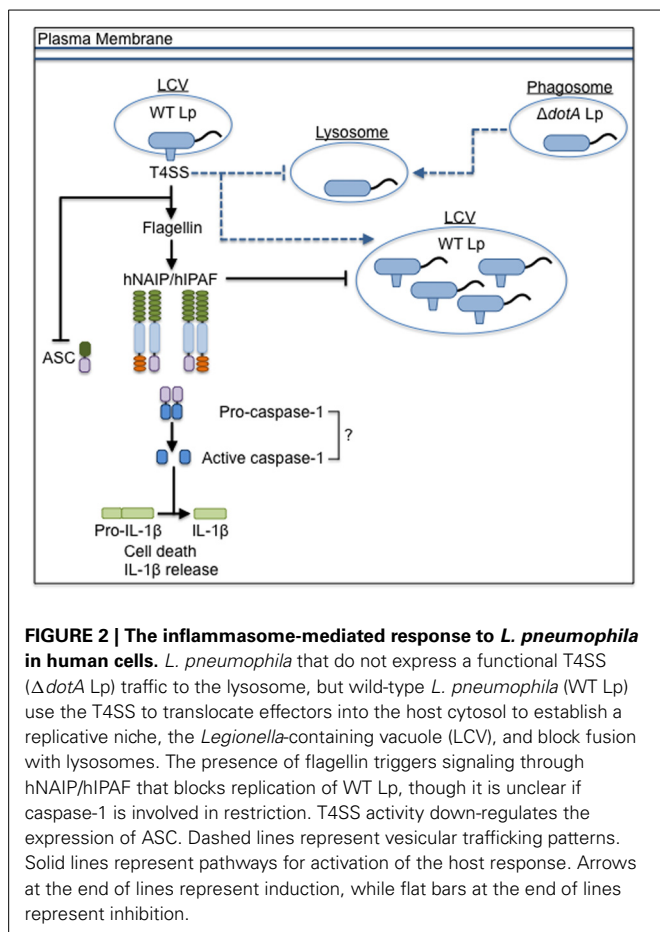 Plasma Membrane
LCV
WT Lp
T4SS
Phagosome
ΔdotA Lp
Lysosome
Flagellin
LCV
WT Lp
hNAIP/hIPAF
ASC
Pro-caspase-1
?
Active caspase-1
Pro-IL-1β IL-1β
Cell death
IL-1β release
FIGURE 2 | The inflammasome-mediated response to L. pneumophila
in human cells. L. pneumophila that do not express a functional T4SS
(ΔdotA Lp) traffic to the lysosome, but wild-type L. pneumophila (WT Lp)
use the T4SS to translocate effectors into the host cytosol to establish a
replicative niche, the Legionella-containing vacuole (LCV), and block fusion
with lysosomes. The presence of flagellin triggers signaling through
hNAIP/hIPAF that blocks replication of WT Lp, though it is unclear if
caspase-1 is involved in restriction. T4SS activity down-regulates the
expression of ASC. Dashed lines represent vesicular trafficking patterns.
Solid lines represent pathways for activation of the host response. Arrows
at the end of lines represent induction, while flat bars at the end of lines
represent inhibition.